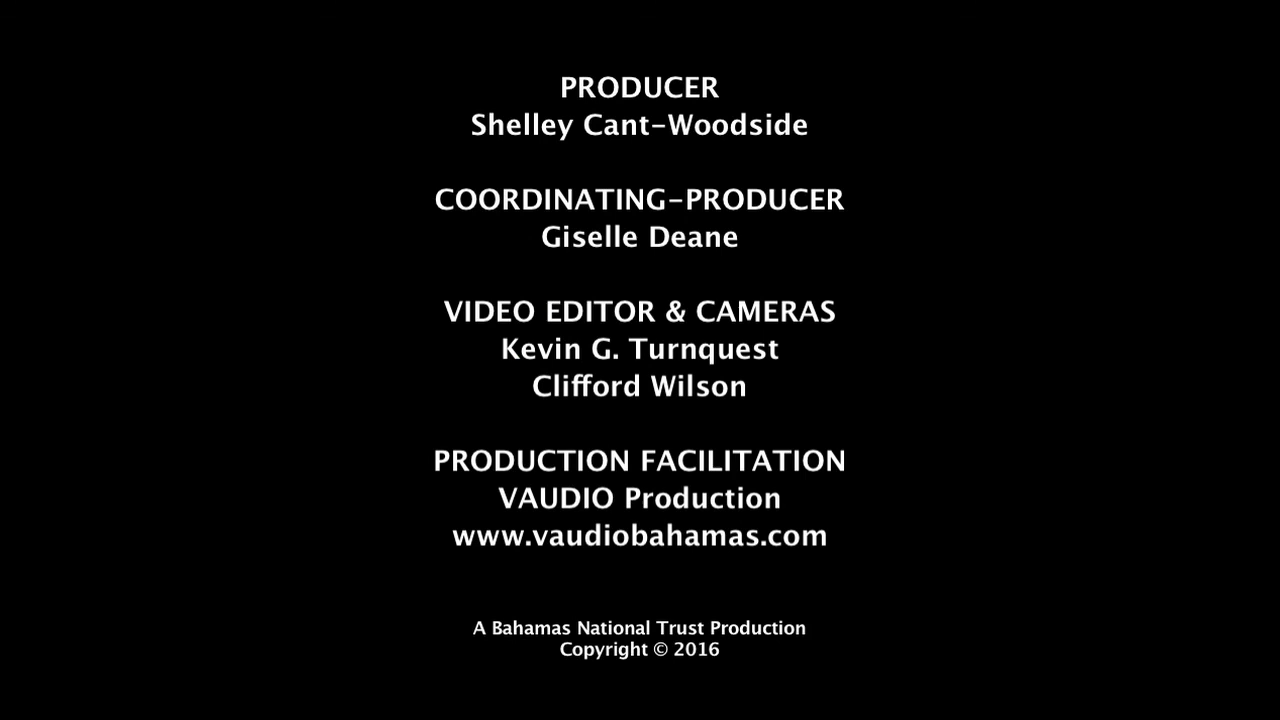 PRODUCER
Shelley Cant-Woodside
COORDINATING-PRODUCER
Giselle Deane
VIDEO EDITOR & CAMERAS
Kevin G. Turnquest
Clifford Wilson
PRODUCTION FACILITATION
VAUDIO Production
www.vaudiobahamas.com
A Bahamas National Trust Production
Copyright © 2016